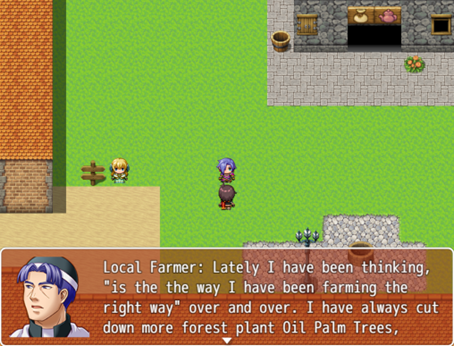 Local Farmer: Lately I have been thinking,
"is the the way I have been farming the
right way" over and over. I have always cut
down more forest plant Oil Palm Trees,